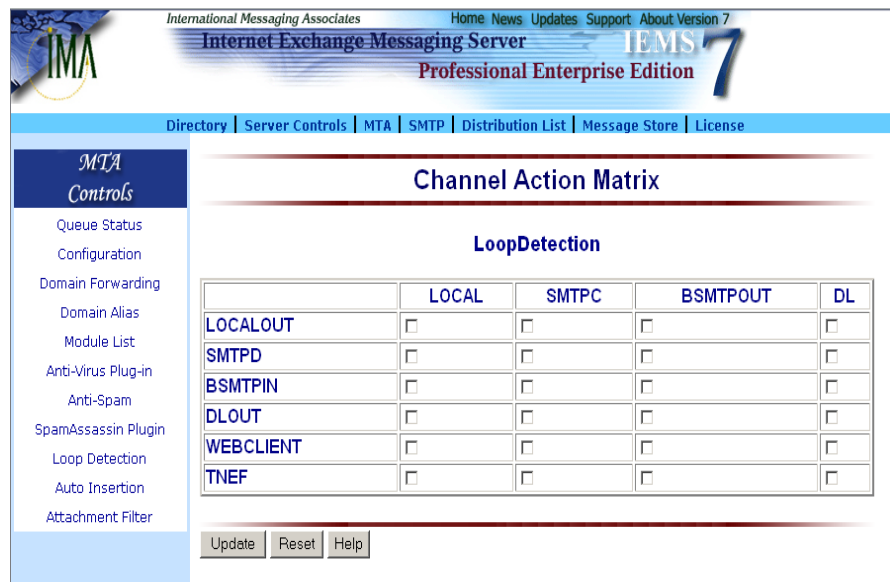 International Messaging Associates
Home News Updates Support About Version 7
Internet Exchange Messaging Server
IEMS 7
Professional Enterprise Edition
IMA
Directory | Server Controls | MTA | SMTP | Distribution List | Message Store | License
MTA
Controls
Queue Status
Configuration
Domain Forwarding
Domain Alias
Module List
Anti-Virus Plug-in
Anti-Spam
SpamAssassin Plugin
Loop Detection
Auto Insertion
Attachment Filter
Channel Action Matrix
LoopDetection
LOCAL SMTPC BSMTPOUT DL
LOCALOUT
SMTPD
BSMTPIN
DLOUT
WEBCLIENT
TNEF
Update Reset Help